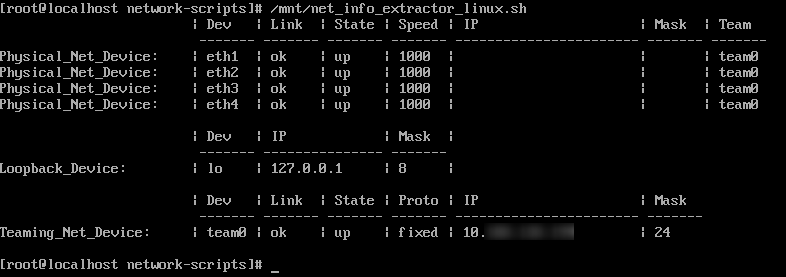 [root@localhost network-scripts]# /mnt/net_info_extractor_linux.sh
¦ Dev ¦ Link ¦ State ¦ Speed ¦ IP ¦ Mask ¦ Team
------- ------ ------- ------- ---------------------- ------- -------
Physical_Net_Device: ¦ eth1 ¦ ok ¦ up ¦ 1000 ¦ ¦ ¦ team0
Physical_Net_Device: ¦ eth2 ¦ ok ¦ up ¦ 1000 ¦ ¦ ¦ team0
Physical_Net_Device: ¦ eth3 ¦ ok ¦ up ¦ 1000 ¦ ¦ ¦ team0
Physical_Net_Device: ¦ eth4 ¦ ok ¦ up ¦ 1000 ¦ ¦ ¦ team0
¦ Dev ¦ IP ¦ Mask ¦
------- --------------- -------
Loopback_Device: ¦ lo ¦ 127.0.0.1 ¦ 8 ¦
¦ Dev ¦ Link ¦ State ¦ Proto ¦ IP ¦ Mask
------- ------ ------- ------- ---------------------- -------
Teaming_Net_Device: ¦ team0 ¦ ok ¦ up ¦ fixed ¦ 10. ¦ 24
[root@localhost network-scripts]# _